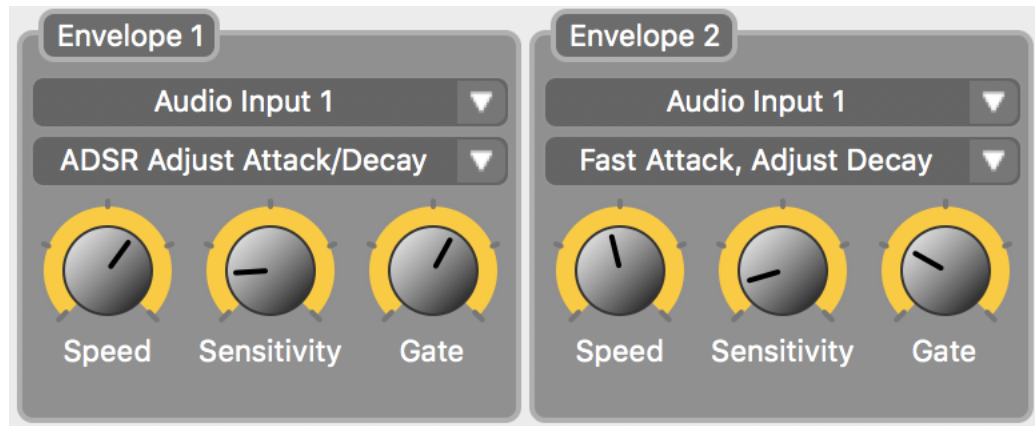 Envelope 1
Audio Input 1
ADSR Adjust Attack/Decay
Speed Sensitivity Gate
Envelope 2
Audio Input 1
Fast Attack, Adjust Decay
Speed Sensitivity Gate